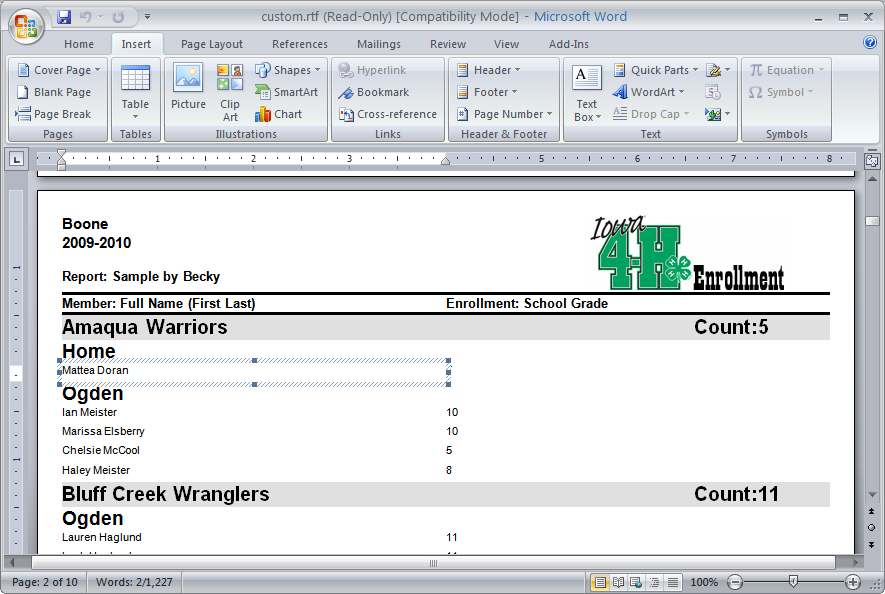 custom.rtf (Read-Only) [Compatibility Mode] - Microsoft Word
Home Insert Page Layout References Mailings Review View Add-Ins
Cover Page
Blank Page
Page Break
Pages
Table
Tables
Picture
Clip Art
Shapes
SmartArt
Chart
Illustrations
Hyperlink
Bookmark
Cross-reference
Links
Header
Footer
Page Number
Header & Footer
Text Box
Quick Parts
WordArt
Drop Cap
Text
Equation
Symbol
Symbols
1 2 3 5 6 7 8
Boone
2009-2010
Iowa
4-H Enrollment
Report: Sample by Becky
Member: Full Name (First Last) Enrollment: School Grade
Amaqua Warriors Count:5
Home
Mattea Doran
Ogden
Ian Meister 10
Marissa Elsberry 10
Chelsie McCool 5
Haley Meister 8
Bluff Creek Wranglers Count:11
Ogden
Lauren Haglund 11
Page: 2 of 10 Words: 2/1,227 100%